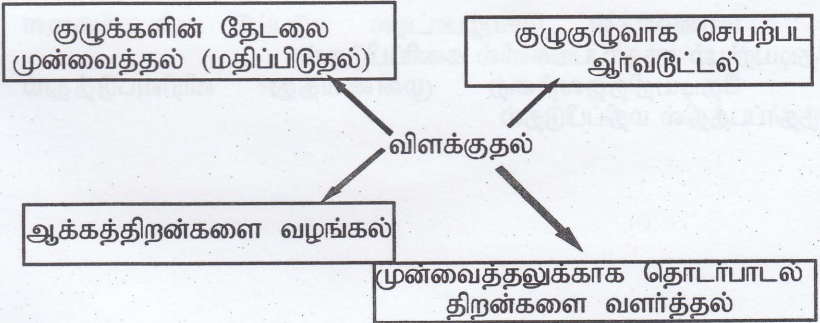 குழுக்களின் தேடலை
முன்வைத்தல் (மதிப்பிடுதல்)
குழுகுழுவாக செயற்பட
ஆர்வடூட்டல்
விளக்குதல்
ஆக்கத்திறன்களை வழங்கல்
முன்வைத்தலுக்காக தொடர்பாடல்
திறன்களை வளர்த்தல்